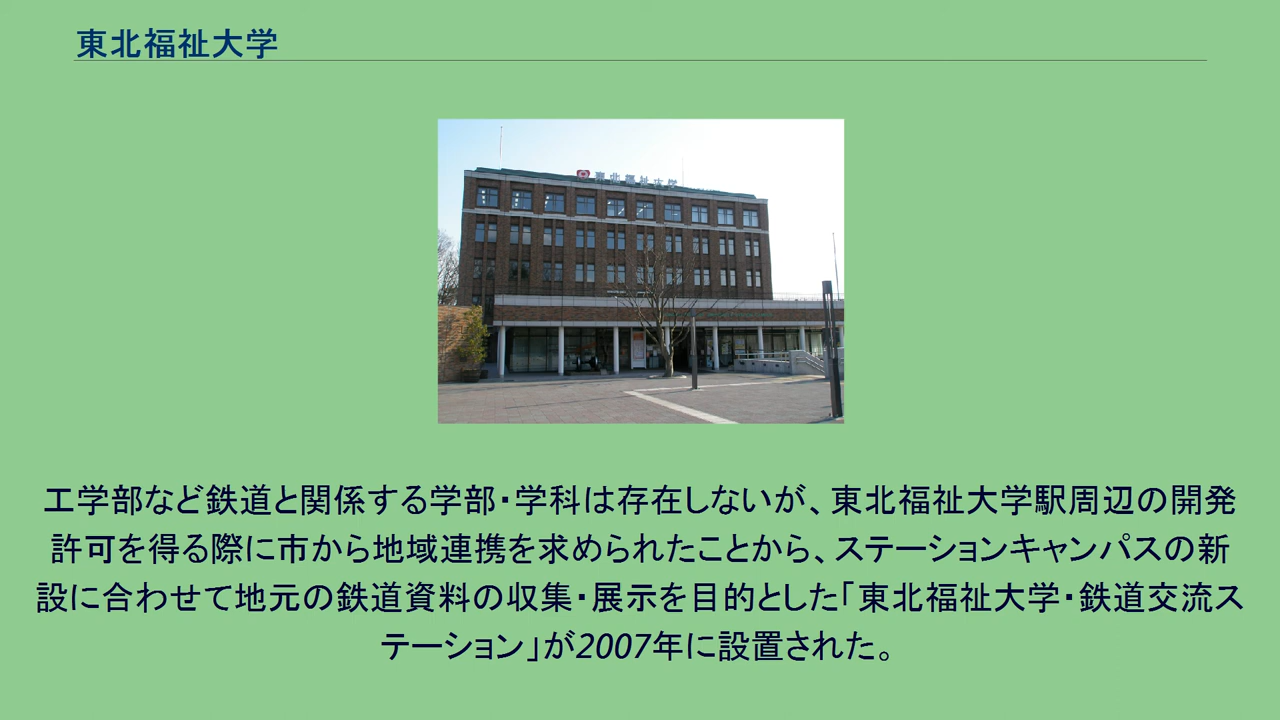 東北福祉大学
東北福祉大学
工学部など鉄道と関係する学部・学科は存在しないが、東北福祉大学駅周辺の開発
許可を得る際に市から地域連携を求められたことから、ステーションキャンパスの新
設に合わせて地元の鉄道資料の収集・展示を目的とした「東北福祉大学・鉄道交流ス
テーション」が2007年に設置された。